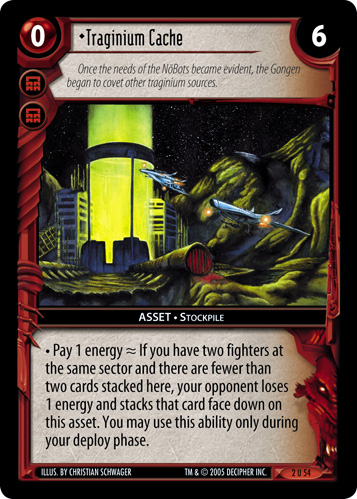 0 •Traginium Cache 6
Once the needs of the NōBots became evident, the Gongen
began to covet other traginium sources.
ASSET • STOCKPILE
• Pay 1 energy ≈ If you have two fighters at
the same sector and there are fewer than
two cards stacked here, your opponent loses
1 energy and stacks that card face down on
this asset. You may use this ability only during
your deploy phase.
ILLUS. BY CHRISTIAN SCHWAGER TM & © 2005 DECIPHER INC. 2 U 54